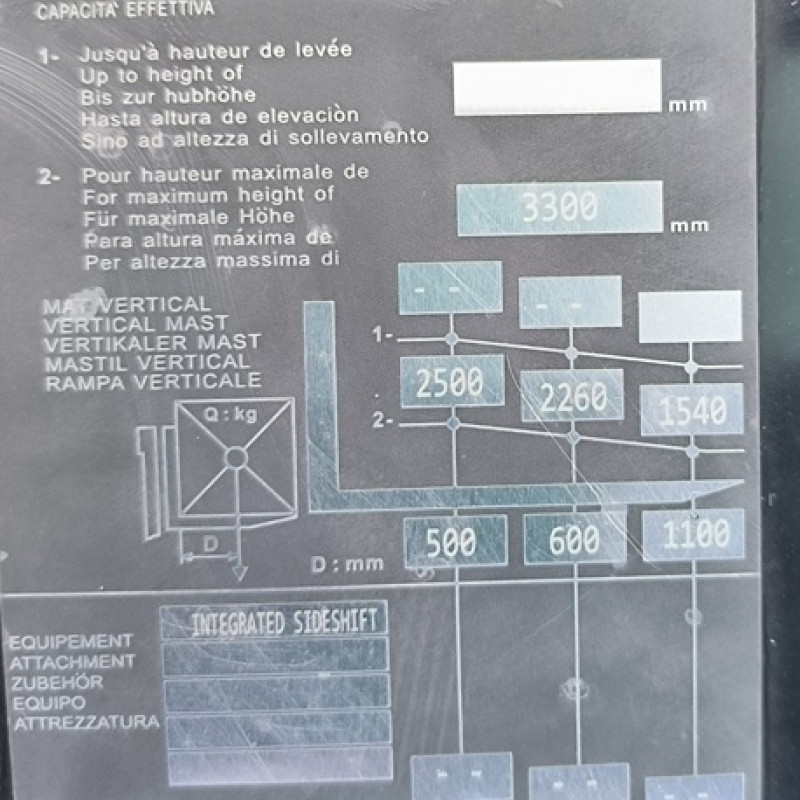 CAPACITA' EFFETTIVA
1- Jusqu'à hauteur de levée
Up to height of
Bis zur hubhöhe
Hasta altura de elevaciòn
Sino ad altezza di sollevamento
mm
2- Pour hauteur maximale de
For maximum height of
Für maximale Höhe
Para altura máxima de
Per altezza massima di
3300 mm
MAT VERTICAL
VERTICAL MAST
VERTIKALER MAST
MASTIL VERTICAL
RAMPA VERTICALE
- - - -
1-
2500 2260 1540
2-
Q : kg
D
D : mm 500 600 1100
EQUIPEMENT
ATTACHMENT
ZUBEHÖR
EQUIPO
ATTREZZATURA
INTEGRATED SIDESHIFT
- - - - - -